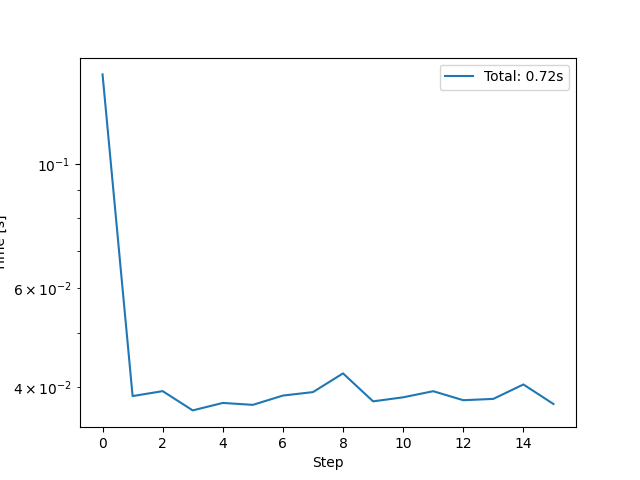 Total: 0.72s
10⁻¹
6 × 10⁻²
4 × 10⁻²
Time [s]
0 2 4 6 8 10 12 14
Step